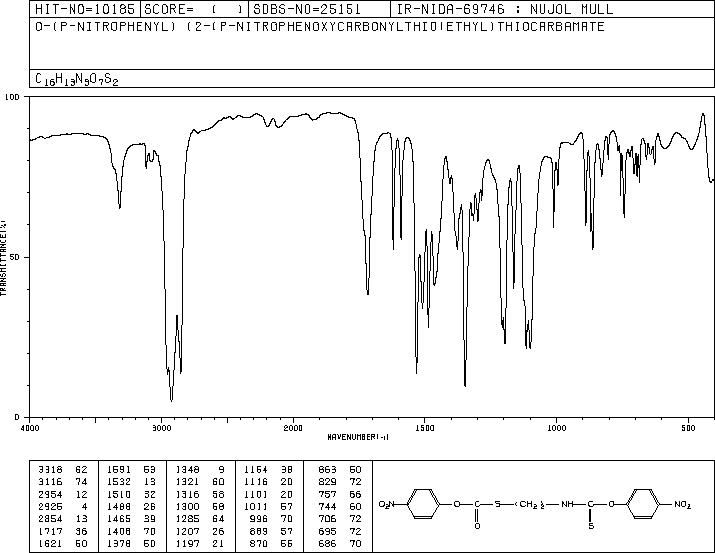 HIT-NO=10185 SCORE= ( ) SDBS-NO=25151 IR-NIDA-69746 : NUJOL MULL
O-(P-NITROPHENYL) (2-(P-NITROPHENOXYCARBONYLTHIO)ETHYL)THIOCARBAMATE
C16H13N3O7S2
100
50
0
TRANSMITTANCE(%)
4000 3000 2000 1500 1000 500
WAVENUMBER(-1)
3318 62 1591 53 1348 9 1164 38 863 50
3116 74 1532 13 1321 60 1116 20 829 72
2954 12 1510 32 1316 58 1101 20 757 66
2925 4 1488 26 1300 58 1011 57 744 60
2854 13 1465 39 1285 64 996 70 706 72
1717 36 1408 70 1207 26 889 57 695 72
1621 50 1378 50 1197 21 870 55 686 70
O2N O C S (CH2)2 NH C O NO2
O S